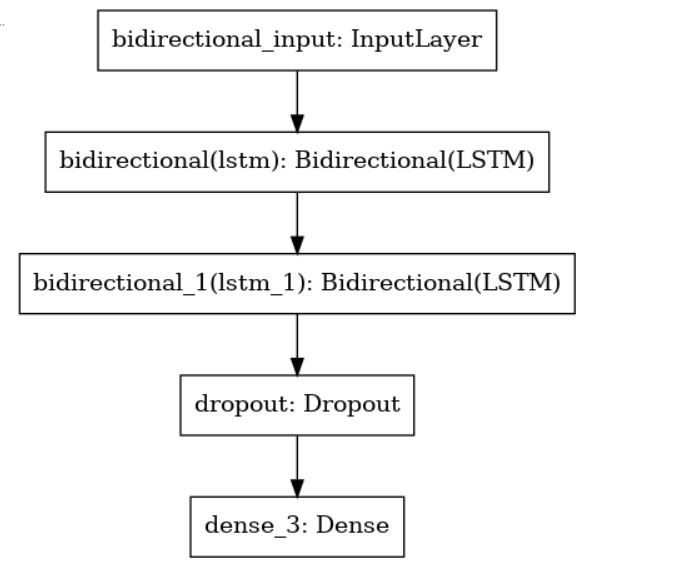 bidirectional_input: InputLayer
bidirectional(lstm): Bidirectional(LSTM)
bidirectional_1(lstm_1): Bidirectional(LSTM)
dropout: Dropout
dense_3: Dense